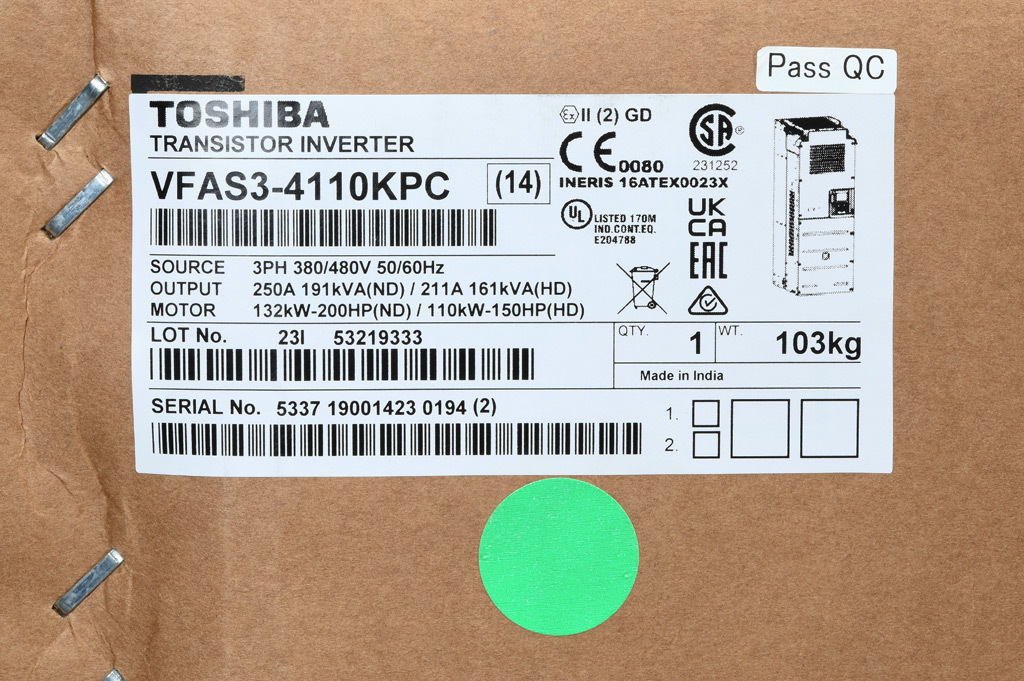 Pass QC
TOSHIBA
TRANSISTOR INVERTER
VFAS3-4110KPC (14)
SOURCE 3PH 380/480V 50/60Hz
OUTPUT 250A 191kVA(ND) / 211A 161kVA(HD)
MOTOR 132kW-200HP(ND) / 110kW-150HP(HD)
Ex II (2) GD
CE 0080
INERIS 16ATEX0023X
SA ®
231252
UL LISTED 170M
IND.CONT.EQ.
E204788
UK
CA
EAC
LOT No. 23I 53219333
QTY. 1 WT. 103kg
Made in India
SERIAL No. 5337 19001423 0194 (2)
1.
2.